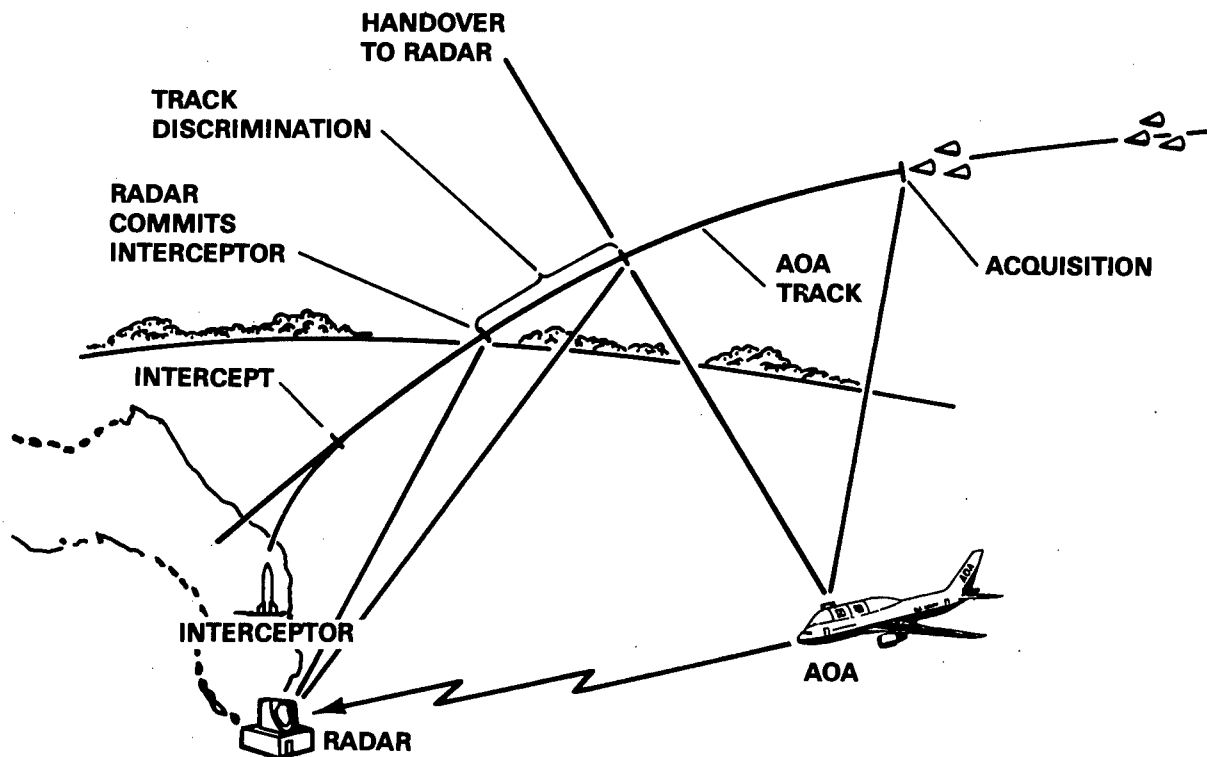 HANDOVER
TO RADAR
TRACK
DISCRIMINATION
RADAR
COMMITS
INTERCEPTOR
AOA
TRACK
ACQUISITION
INTERCEPT
INTERCEPTOR
AOA
AOA
RADAR